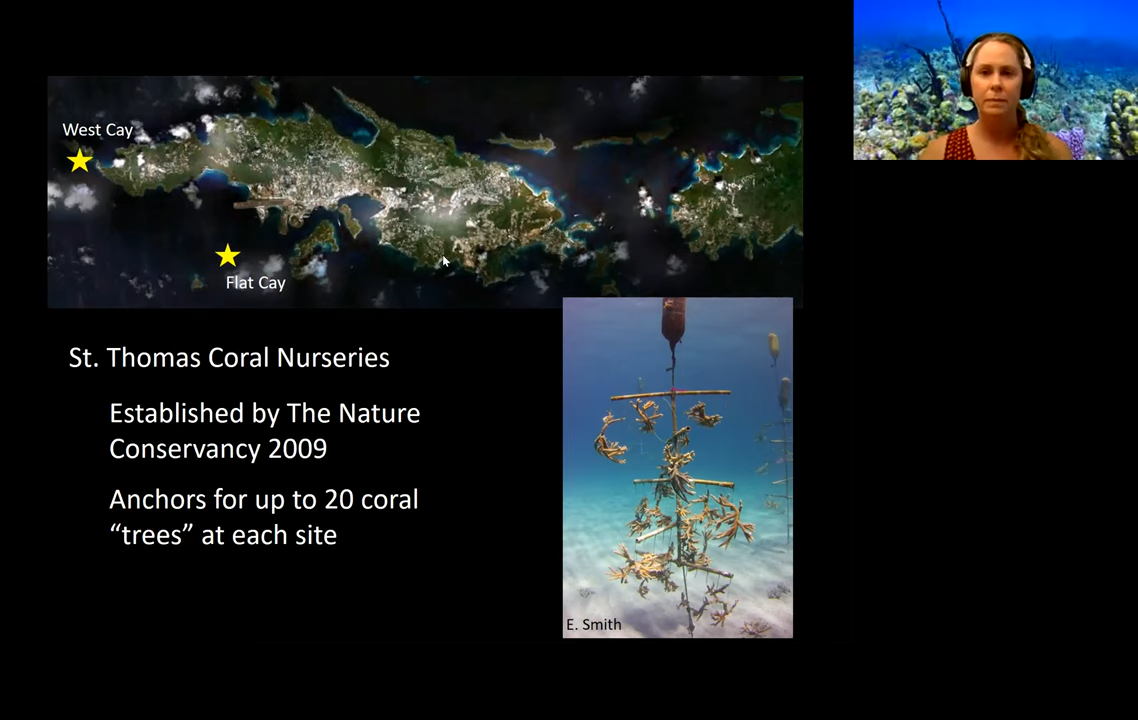 West Cay
Flat Cay
St. Thomas Coral Nurseries
Established by The Nature
Conservancy 2009
Anchors for up to 20 coral
“trees” at each site
E. Smith